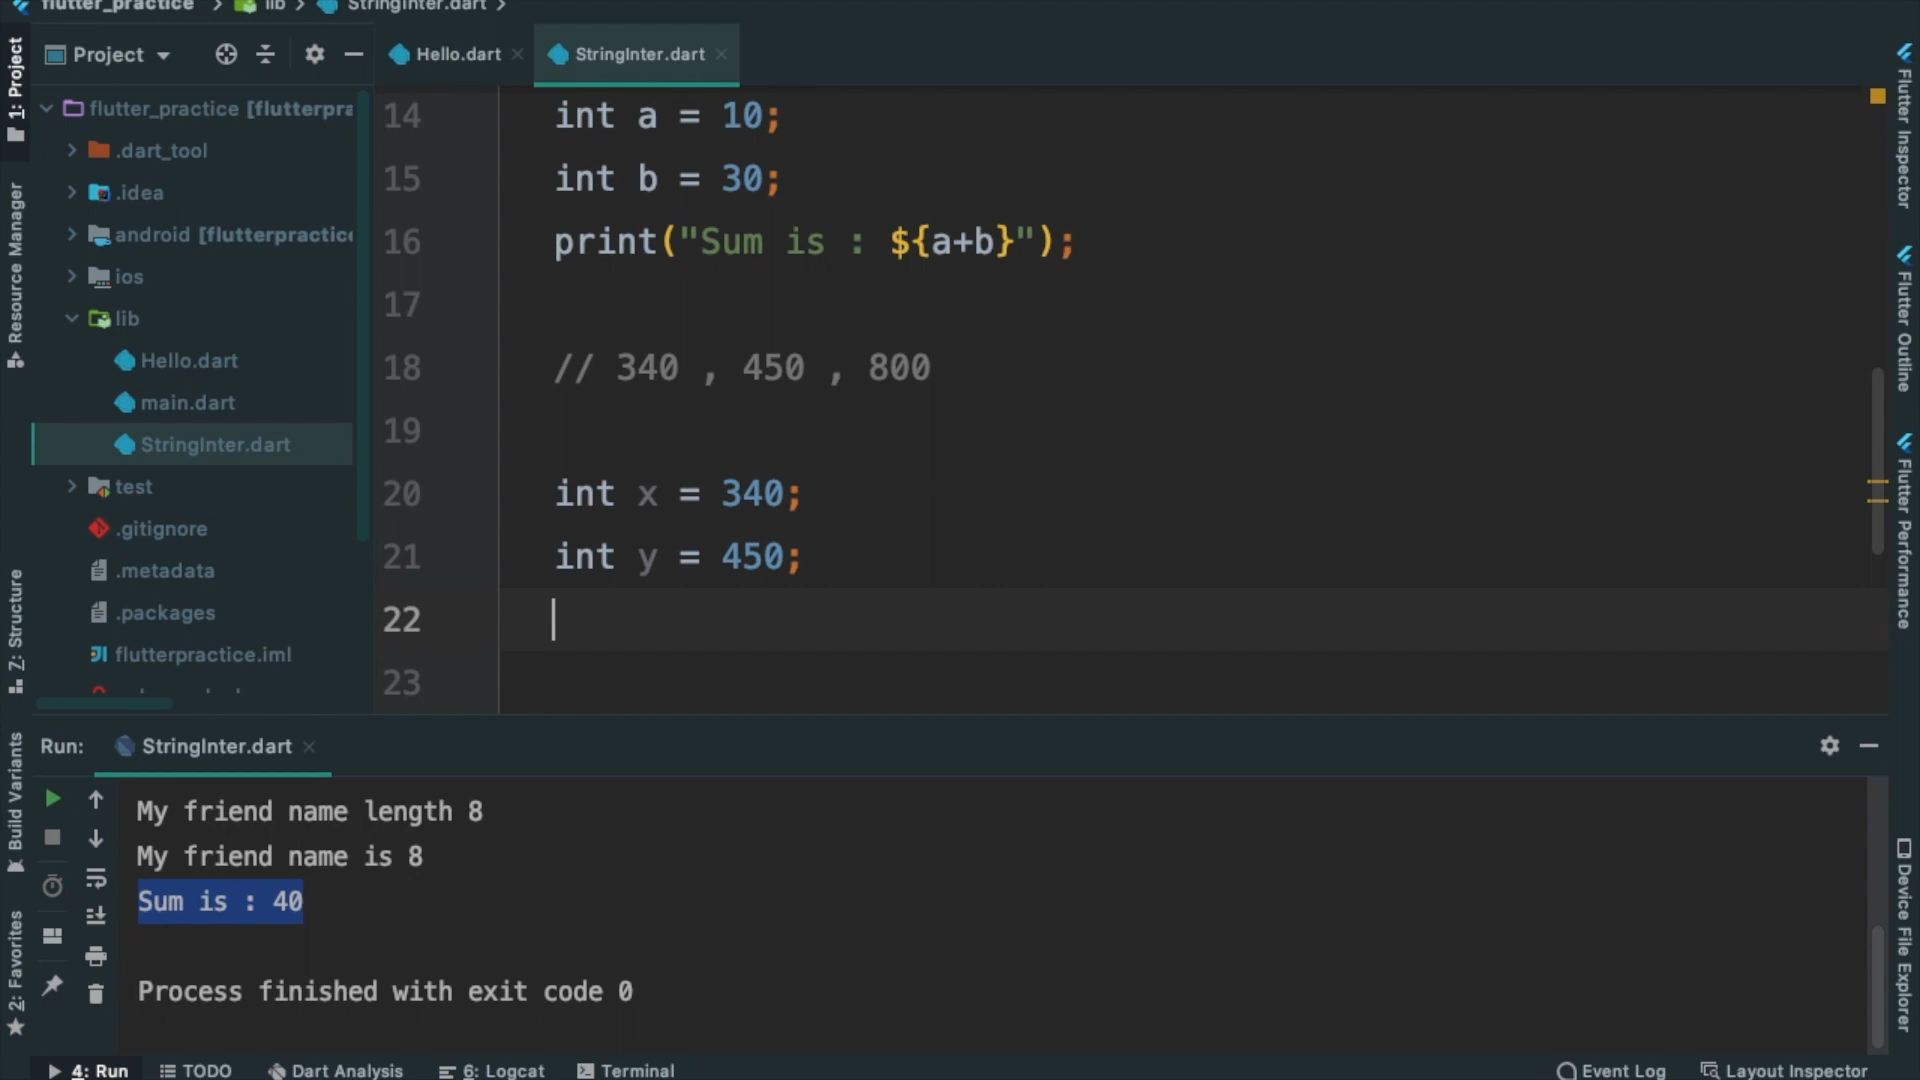 flutter_practice > lib > StringInter.dart >
Project
Hello.dart
StringInter.dart
flutter_practice [flutterpra
.dart_tool
.idea
android [flutterpractice
ios
lib
Hello.dart
main.dart
StringInter.dart
test
.gitignore
.metadata
.packages
flutterpractice.iml
14 int a = 10;
15 int b = 30;
16 print("Sum is : ${a+b}");
17
18 // 340 , 450 , 800
19
20 int x = 340;
21 int y = 450;
22
23
1: Project
Resource Manager
7: Structure
Build Variants
2: Favorites
Flutter Inspector
Flutter Outline
Flutter Performance
Device File Explorer
Run: StringInter.dart
My friend name length 8
My friend name is 8
Sum is : 40
Process finished with exit code 0
4: Run TODO Dart Analysis 6: Logcat Terminal Event Log Layout Inspector